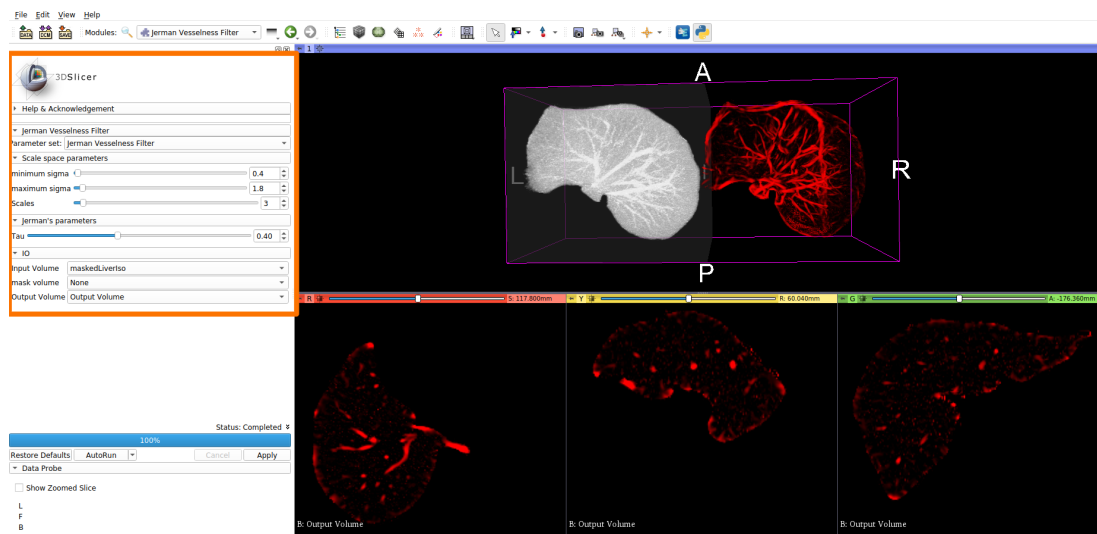 File Edit View Help
DATA DCM SAVE Modules: Jerman Vesselness Filter
1
3DSlicer
Help & Acknowledgement
Jerman Vesselness Filter
Parameter set: Jerman Vesselness Filter
Scale space parameters
minimum sigma 0.4
maximum sigma 1.8
Scales 3
Jerman's parameters
Tau 0.40
IO
Input Volume maskedLiverIso
mask volume None
Output Volume Output Volume
A
L
R
P
R S: 117.800mm
Y R: 60.040mm
G A: -176.360mm
Status: Completed
100%
Restore Defaults AutoRun Cancel Apply
Data Probe
Show Zoomed Slice
L
F
B
B: Output Volume
B: Output Volume
B: Output Volume